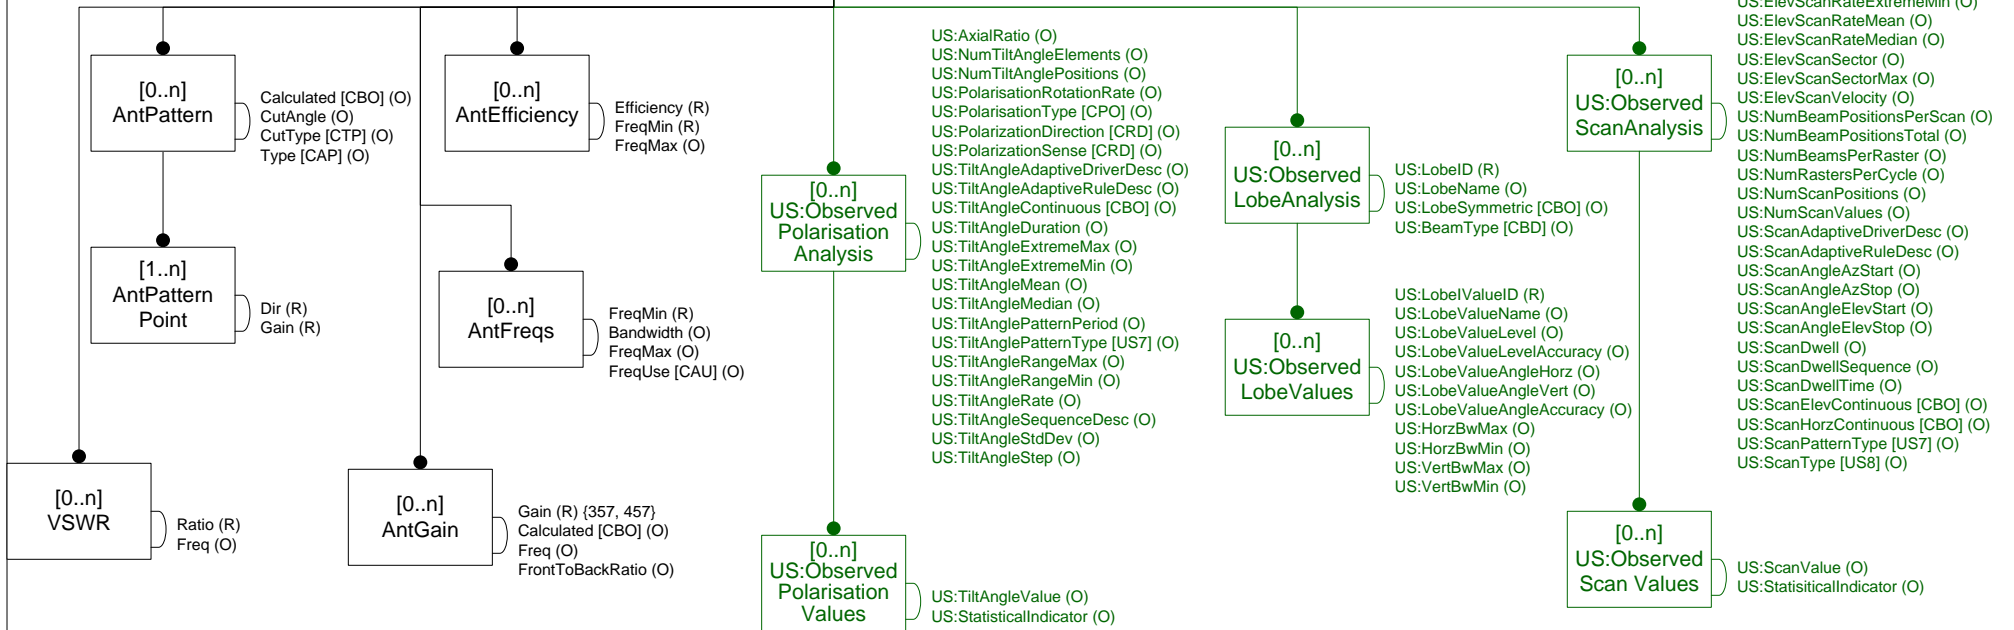 [0..n]
AntPattern
Calculated [CBO] (O)
CutAngle (O)
CutType [CTP] (O)
Type [CAP] (O)
[1..n]
AntPattern
Point
Dir (R)
Gain (R)
[0..n]
VSWR
Ratio (R)
Freq (O)
[0..n]
AntEfficiency
Efficiency (R)
FreqMin (R)
FreqMax (O)
[0..n]
AntFreqs
FreqMin (R)
Bandwidth (O)
FreqMax (O)
FreqUse [CAU] (O)
[0..n]
AntGain
Gain (R) {357, 457}
Calculated [CBO] (O)
Freq (O)
FrontToBackRatio (O)
[0..n]
US:Observed
Polarisation
Analysis
US:AxialRatio (O)
US:NumTiltAngleElements (O)
US:NumTiltAnglePositions (O)
US:PolarisationRotationRate (O)
US:PolarisationType [CPO] (O)
US:PolarizationDirection [CRD] (O)
US:PolarizationSense [CRD] (O)
US:TiltAngleAdaptiveDriverDesc (O)
US:TiltAngleAdaptiveRuleDesc (O)
US:TiltAngleContinuous [CBO] (O)
US:TiltAngleDuration (O)
US:TiltAngleExtremeMax (O)
US:TiltAngleExtremeMin (O)
US:TiltAngleMean (O)
US:TiltAngleMedian (O)
US:TiltAnglePatternPeriod (O)
US:TiltAnglePatternType [US7] (O)
US:TiltAngleRangeMax (O)
US:TiltAngleRangeMin (O)
US:TiltAngleRate (O)
US:TiltAngleSequenceDesc (O)
US:TiltAngleStdDev (O)
US:TiltAngleStep (O)
[0..n]
US:Observed
Polarisation
Values
US:TiltAngleValue (O)
US:StatisticalIndicator (O)
[0..n]
US:Observed
LobeAnalysis
US:LobeID (R)
US:LobeName (O)
US:LobeSymmetric [CBO] (O)
US:BeamType [CBD] (O)
[0..n]
US:Observed
LobeValues
US:LobeIValueID (R)
US:LobeValueName (O)
US:LobeValueLevel (O)
US:LobeValueLevelAccuracy (O)
US:LobeValueAngleHorz (O)
US:LobeValueAngleVert (O)
US:LobeValueAngleAccuracy (O)
US:HorzBwMax (O)
US:HorzBwMin (O)
US:VertBwMax (O)
US:VertBwMin (O)
[0..n]
US:Observed
ScanAnalysis
US:ElevScanRateExtremeMin (O)
US:ElevScanRateMean (O)
US:ElevScanRateMedian (O)
US:ElevScanSector (O)
US:ElevScanSectorMax (O)
US:ElevScanVelocity (O)
US:NumBeamPositionsPerScan (O)
US:NumBeamPositionsTotal (O)
US:NumBeamsPerRaster (O)
US:NumRastersPerCycle (O)
US:NumScanPositions (O)
US:NumScanValues (O)
US:ScanAdaptiveDriverDesc (O)
US:ScanAdaptiveRuleDesc (O)
US:ScanAngleAzStart (O)
US:ScanAngleAzStop (O)
US:ScanAngleElevStart (O)
US:ScanAngleElevStop (O)
US:ScanDwell (O)
US:ScanDwellSequence (O)
US:ScanDwellTime (O)
US:ScanElevContinuous [CBO] (O)
US:ScanHorzContinuous [CBO] (O)
US:ScanPatternType [US7] (O)
US:ScanType [US8] (O)
[0..n]
US:Observed
Scan Values
US:ScanValue (O)
US:StatisiticalIndicator (O)